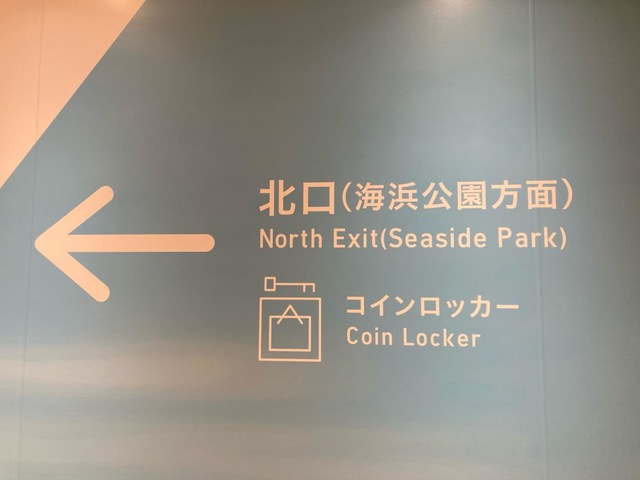 北口(海浜公園方面)
North Exit(Seaside Park)
コインロッカー
Coin Locker